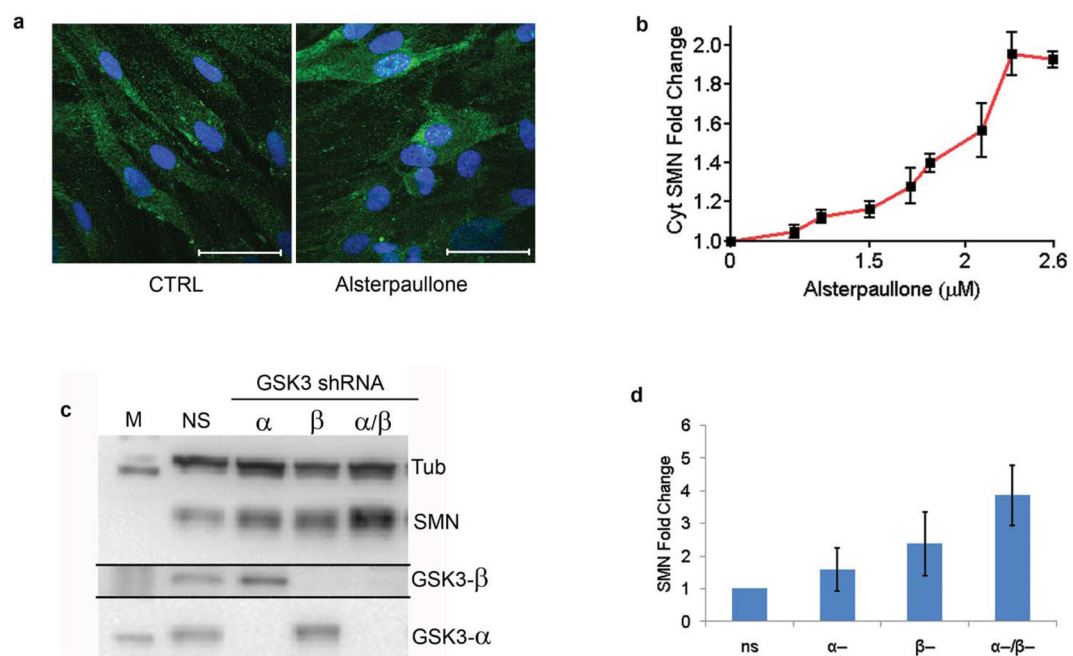 a
CTRL
Alsterpaullone
b
Cyt SMN Fold Change
2.0
1.8
1.6
1.4
1.2
1.0
0
1.5
2
2.6
Alsterpaullone (μM)
c
GSK3 shRNA
M
NS
α
β
α/β
Tub
SMN
GSK3-β
GSK3-α
d
SMN Fold Change
6
5
4
3
2
1
0
ns
α–
β–
α–/β–